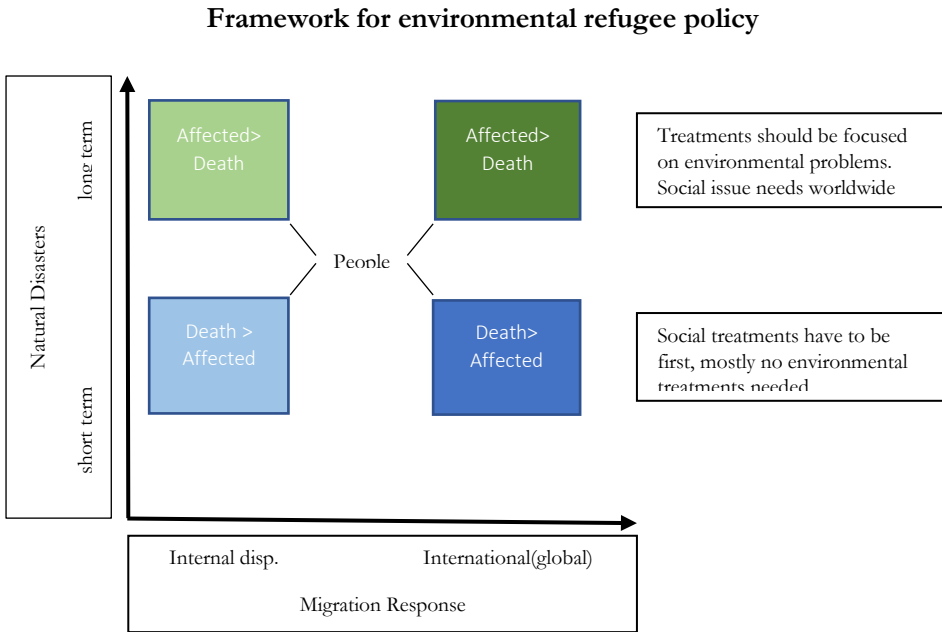 Framework for environmental refugee policy
Natural Disasters
long term
short term
Affected>
Death
Affected>
Death
Treatments should be focused
on environmental problems.
Social issue needs worldwide
People
Death >
Affected
Death>
Affected
Social treatments have to be
first, mostly no environmental
treatments needed
Internal disp.
International(global)
Migration Response